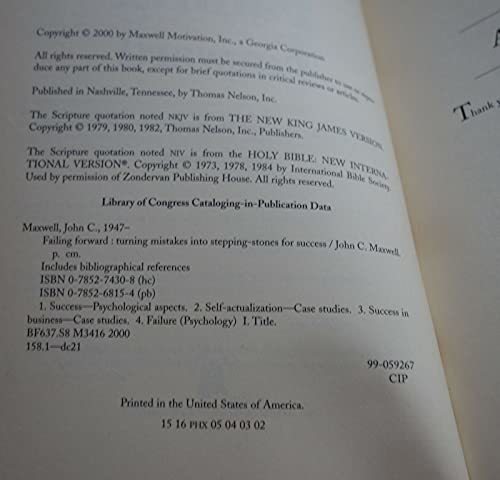 Copyright © 2000 by Maxwell Motivation, Inc., a Georgia Corporation
All rights reserved. Written permission must be secured from the publisher to use or repro-
duce any part of this book, except for brief quotations in critical reviews or articles.
Published in Nashville, Tennessee, by Thomas Nelson, Inc.
The Scripture quotation noted NKJV is from THE NEW KING JAMES VERSION.
Copyright © 1979, 1980, 1982, Thomas Nelson, Inc., Publishers.
The Scripture quotation noted NIV is from the HOLY BIBLE: NEW INTERNA-
TIONAL VERSION®. Copyright © 1973, 1978, 1984 by International Bible Society.
Used by permission of Zondervan Publishing House. All rights reserved.
Library of Congress Cataloging-in-Publication Data
Maxwell, John C., 1947–
Failing forward : turning mistakes into stepping-stones for success / John C. Maxwell.
p. cm.
Includes bibliographical references
ISBN 0-7852-7430-8 (hc)
ISBN 0-7852-6815-4 (pb)
1. Success—Psychological aspects. 2. Self-actualization—Case studies. 3. Success in
business—Case studies. 4. Failure (Psychology) I. Title.
BF637.S8 M3416 2000
158.1—dc21
99-059267
CIP
Printed in the United States of America.
15 16 PHX 05 04 03 02
Thank